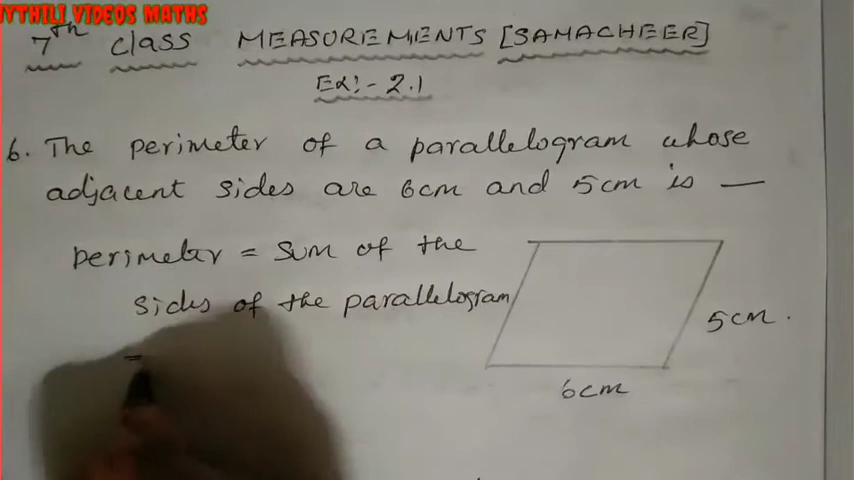 YTHILI VIDEOS MATHS
7th class MEASUREMENTS [SAMACHEER]
Ex:- 2.1
6. The perimeter of a parallelogram whose
adjacent sides are 6cm and 5cm is —
perimeter = sum of the
sides of the parallelogram
=
5cm.
6cm